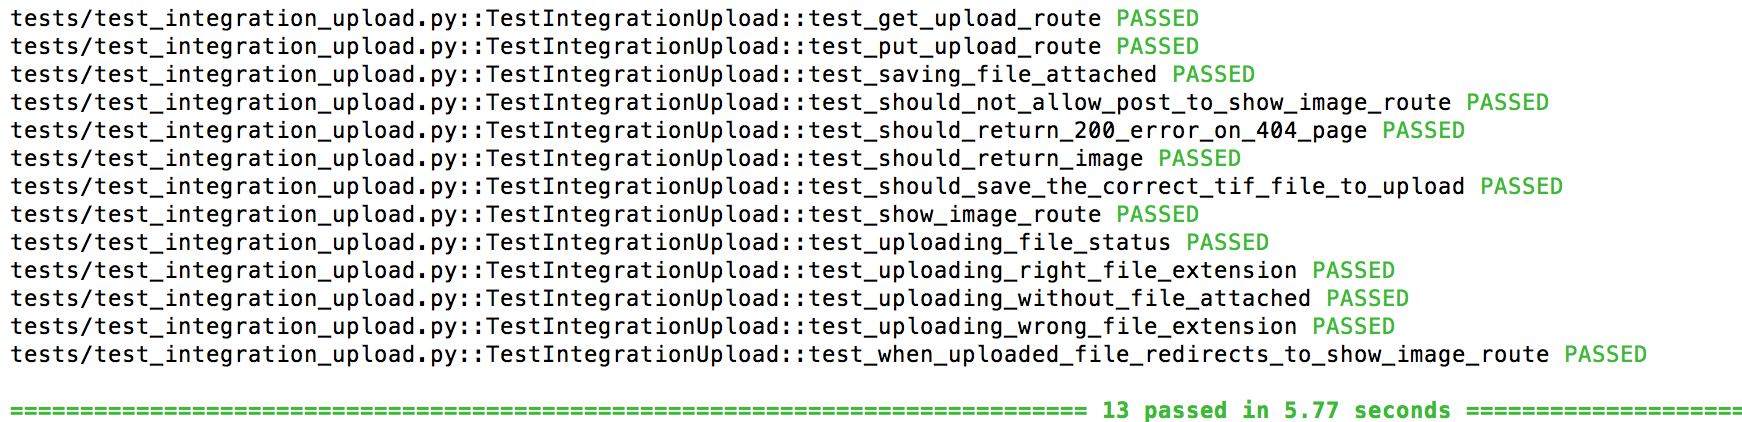 tests/test_integration_upload.py::TestIntegrationUpload::test_get_upload_route PASSED
tests/test_integration_upload.py::TestIntegrationUpload::test_put_upload_route PASSED
tests/test_integration_upload.py::TestIntegrationUpload::test_saving_file_attached PASSED
tests/test_integration_upload.py::TestIntegrationUpload::test_should_not_allow_post_to_show_image_route PASSED
tests/test_integration_upload.py::TestIntegrationUpload::test_should_return_200_error_on_404_page PASSED
tests/test_integration_upload.py::TestIntegrationUpload::test_should_return_image PASSED
tests/test_integration_upload.py::TestIntegrationUpload::test_should_save_the_correct_tif_file_to_upload PASSED
tests/test_integration_upload.py::TestIntegrationUpload::test_show_image_route PASSED
tests/test_integration_upload.py::TestIntegrationUpload::test_uploading_file_status PASSED
tests/test_integration_upload.py::TestIntegrationUpload::test_uploading_right_file_extension PASSED
tests/test_integration_upload.py::TestIntegrationUpload::test_uploading_without_file_attached PASSED
tests/test_integration_upload.py::TestIntegrationUpload::test_uploading_wrong_file_extension PASSED
tests/test_integration_upload.py::TestIntegrationUpload::test_when_uploaded_file_redirects_to_show_image_route PASSED
============================================================================= 13 passed in 5.77 seconds ====================